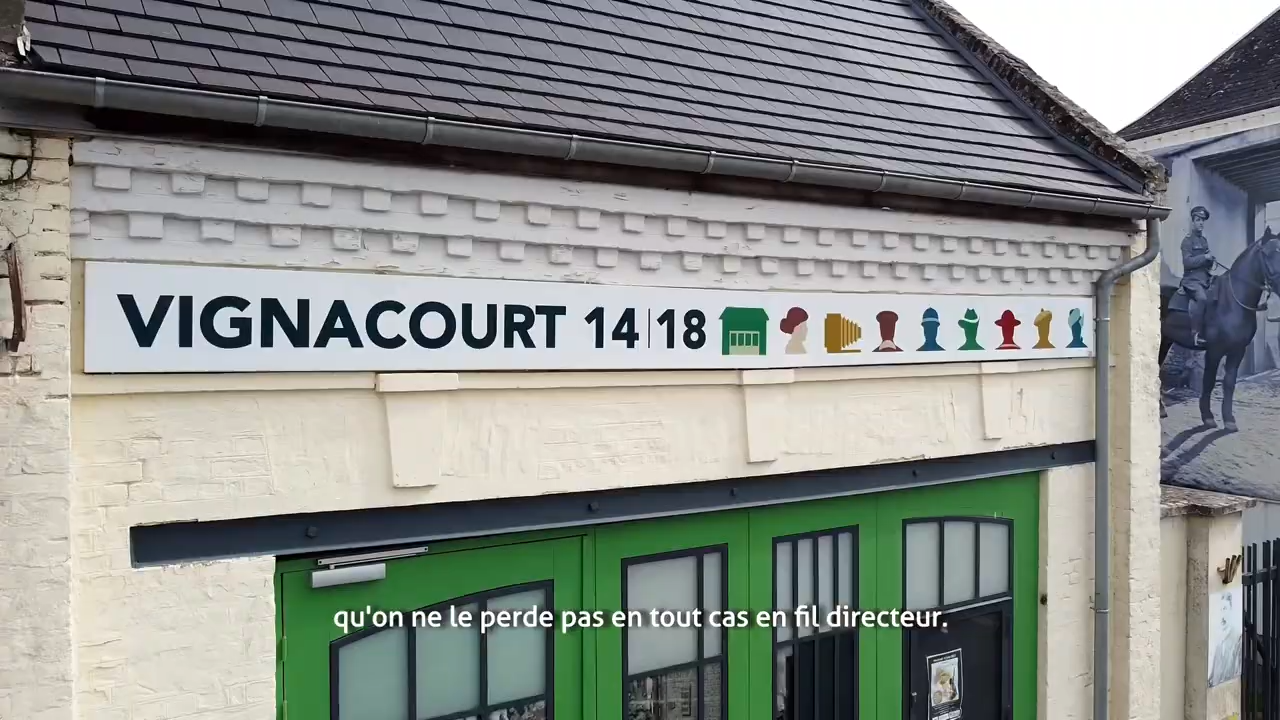 VIGNACOURT 14|18
qu'on ne le perde pas en tout cas en fil directeur.